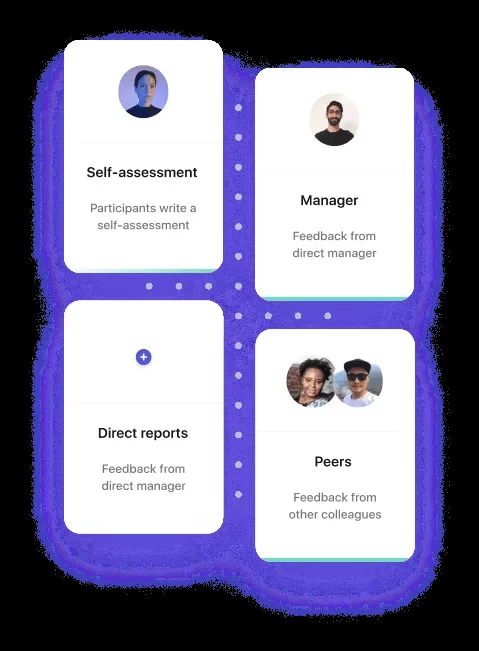 Self-assessment
Participants write a
self-assessment
Manager
Feedback from
direct manager
Direct reports
Feedback from
direct manager
Peers
Feedback from
other colleagues